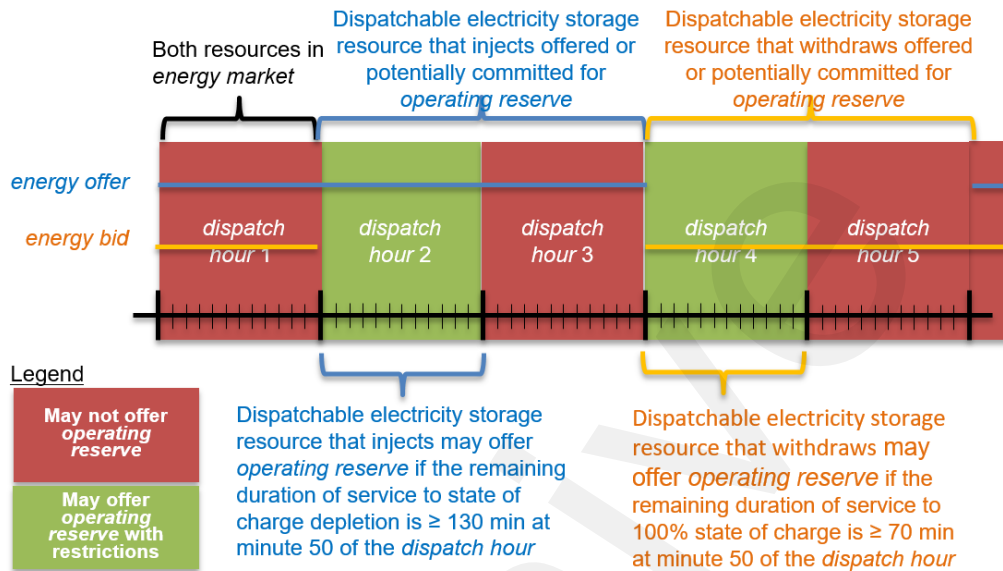 Both resources in
energy market
Dispatchable electricity storage
resource that injects offered or
potentially committed for
operating reserve
Dispatchable electricity storage
resource that withdraws offered
or potentially committed for
operating reserve
energy offer
energy bid
dispatch
hour 1
dispatch
hour 2
dispatch
hour 3
dispatch
hour 4
dispatch
hour 5
Legend
May not offer
operating
reserve
May offer
operating
reserve with
restrictions
Dispatchable electricity storage
resource that injects may offer
operating reserve if the remaining
duration of service to state of
charge depletion is ≥ 130 min at
minute 50 of the dispatch hour
Dispatchable electricity storage
resource that withdraws may
offer operating reserve if the
remaining duration of service to
100% state of charge is ≥ 70 min
at minute 50 of the dispatch hour